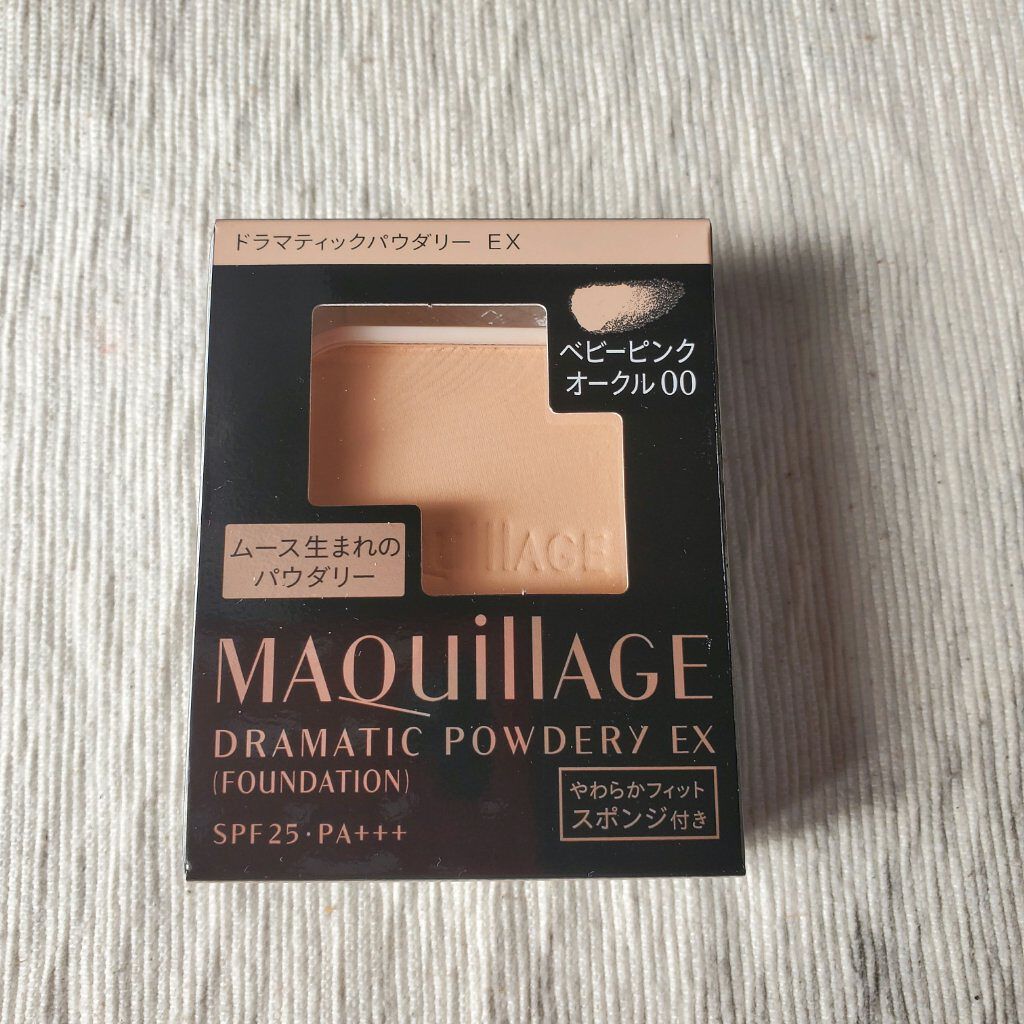 ドラマティックパウダリー EX
ベビーピンク
オークル 00
illAGE
ムース生まれの
パウダリー
MAQuillAGE
DRAMATIC POWDERY EX
(FOUNDATION)
やわらかフィット
スポンジ付き
SPF25・PA+++